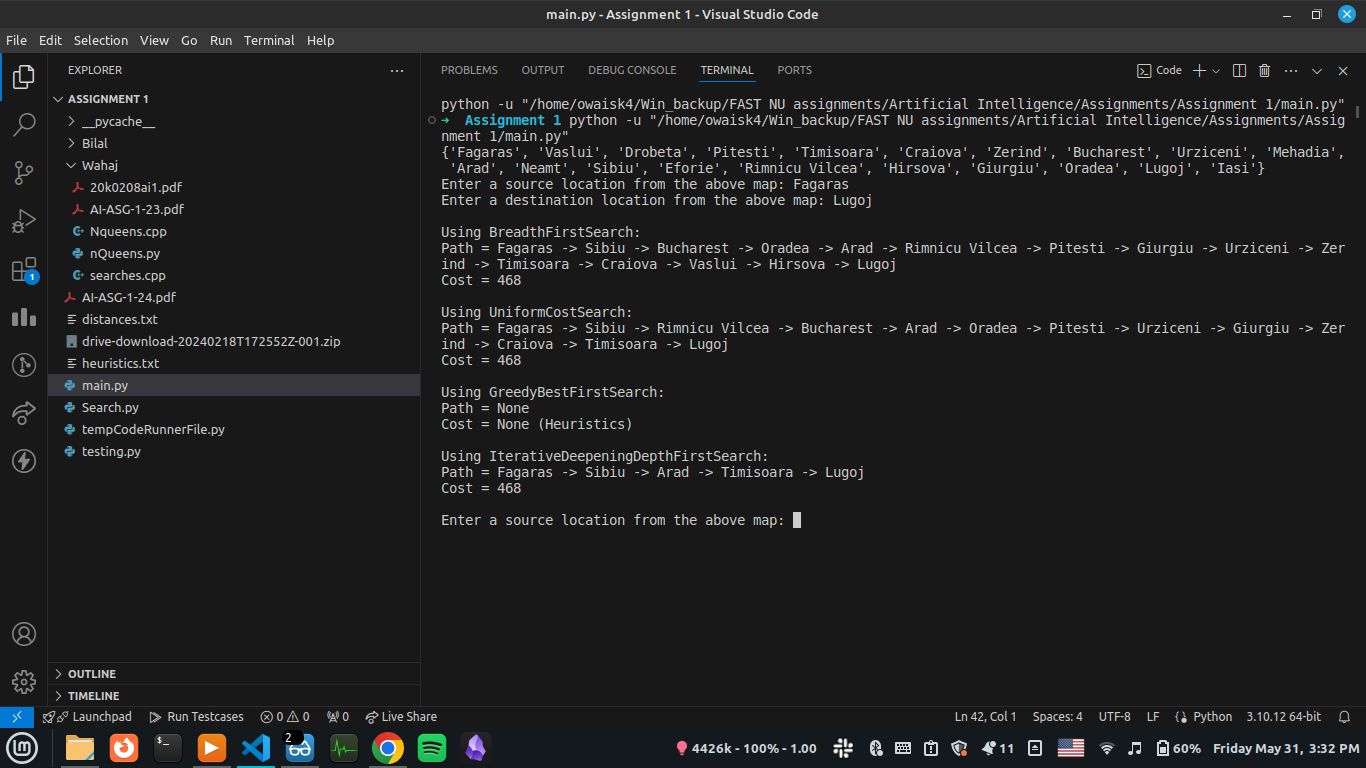 main.py - Assignment 1 - Visual Studio Code
File Edit Selection View Go Run Terminal Help
EXPLORER
ASSIGNMENT 1
__pycache__
Bilal
Wahaj
20k0208ai1.pdf
AI-ASG-1-23.pdf
Nqueens.cpp
nQueens.py
searches.cpp
AI-ASG-1-24.pdf
distances.txt
drive-download-20240218T172552Z-001.zip
heuristics.txt
main.py
Search.py
tempCodeRunnerFile.py
testing.py
OUTLINE
TIMELINE
1
PROBLEMS OUTPUT DEBUG CONSOLE TERMINAL PORTS Code
python -u "/home/owaisk4/Win_backup/FAST NU assignments/Artificial Intelligence/Assignments/Assignment 1/main.py"
➜ Assignment 1 python -u "/home/owaisk4/Win_backup/FAST NU assignments/Artificial Intelligence/Assignments/Assig
nment 1/main.py"
{'Fagaras', 'Vaslui', 'Drobeta', 'Pitesti', 'Timisoara', 'Craiova', 'Zerind', 'Bucharest', 'Urziceni', 'Mehadia',
'Arad', 'Neamt', 'Sibiu', 'Eforie', 'Rimnicu Vilcea', 'Hirsova', 'Giurgiu', 'Oradea', 'Lugoj', 'Iasi'}
Enter a source location from the above map: Fagaras
Enter a destination location from the above map: Lugoj
Using BreadthFirstSearch:
Path = Fagaras -> Sibiu -> Bucharest -> Oradea -> Arad -> Rimnicu Vilcea -> Pitesti -> Giurgiu -> Urziceni -> Zer
ind -> Timisoara -> Craiova -> Vaslui -> Hirsova -> Lugoj
Cost = 468
Using UniformCostSearch:
Path = Fagaras -> Sibiu -> Rimnicu Vilcea -> Bucharest -> Arad -> Oradea -> Pitesti -> Urziceni -> Giurgiu -> Zer
ind -> Craiova -> Timisoara -> Lugoj
Cost = 468
Using GreedyBestFirstSearch:
Path = None
Cost = None (Heuristics)
Using IterativeDeepeningDepthFirstSearch:
Path = Fagaras -> Sibiu -> Arad -> Timisoara -> Lugoj
Cost = 468
Enter a source location from the above map:
Launchpad Run Testcases 0 0 0 Live Share Ln 42, Col 1 Spaces: 4 UTF-8 LF Python 3.10.12 64-bit
2 4426k - 100% - 1.00 11 60% Friday May 31, 3:32 PM